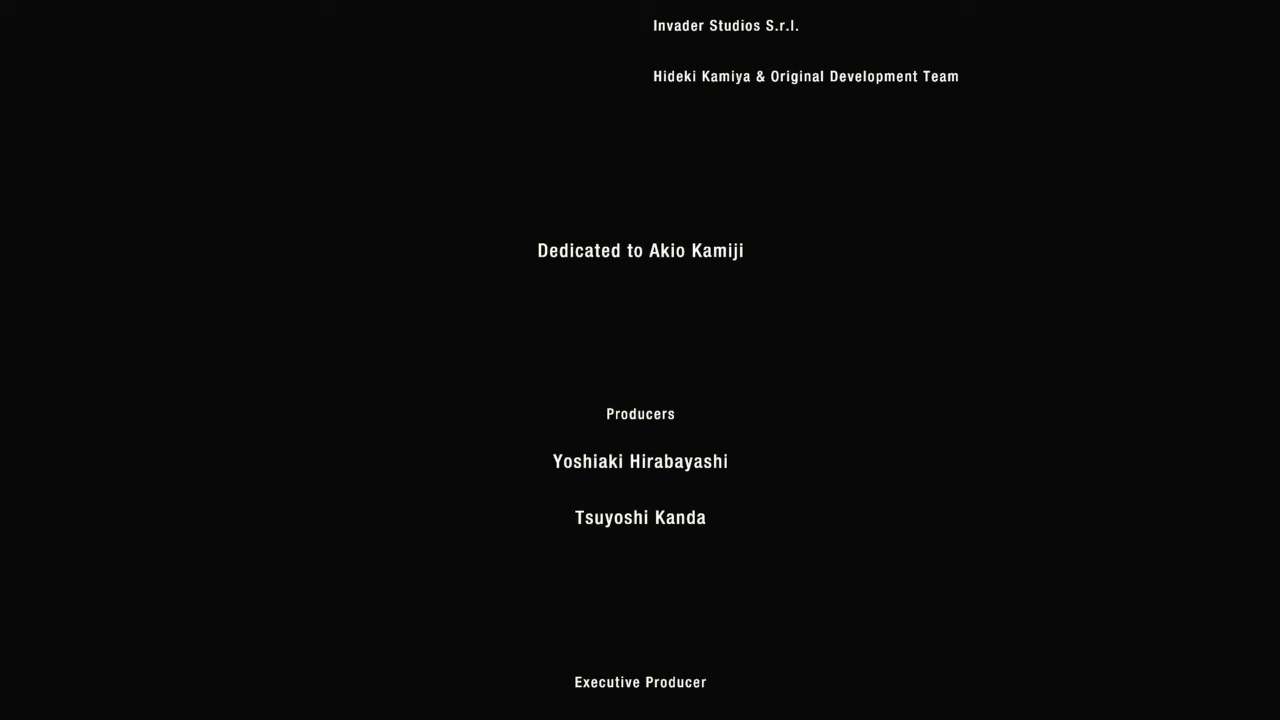 Invader Studios S.r.l.
Hideki Kamiya & Original Development Team
Dedicated to Akio Kamiji
Producers
Yoshiaki Hirabayashi
Tsuyoshi Kanda
Executive Producer